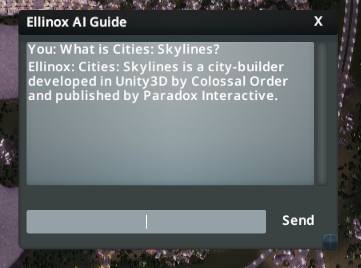 Ellinox AI Guide X
You: What is Cities: Skylines?
Ellinox: Cities: Skylines is a city-builder
developed in Unity3D by Colossal Order
and published by Paradox Interactive.
Send